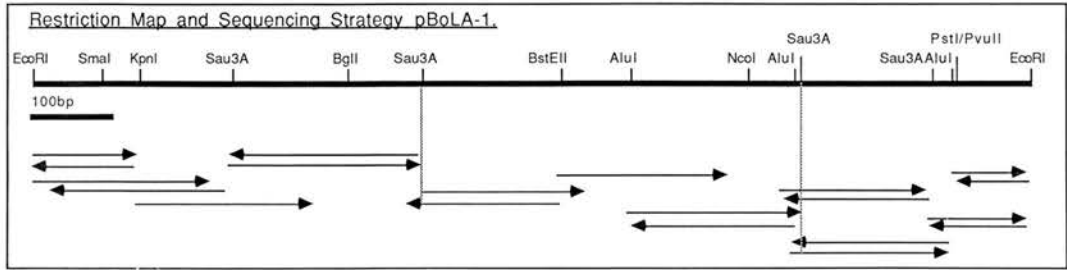 Restriction Map and Sequencing Strategy pBoLA-1.
Sau3A PstI/PvuII
EcoRI SmaI KpnI Sau3A BglI Sau3A BstEII AluI NcoI AluI Sau3A AluI EcoRI
100bp